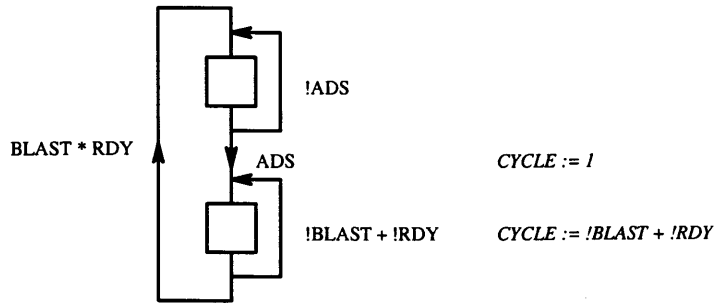 !ADS
BLAST * RDY
ADS CYCLE := 1
!BLAST + !RDY CYCLE := !BLAST + !RDY